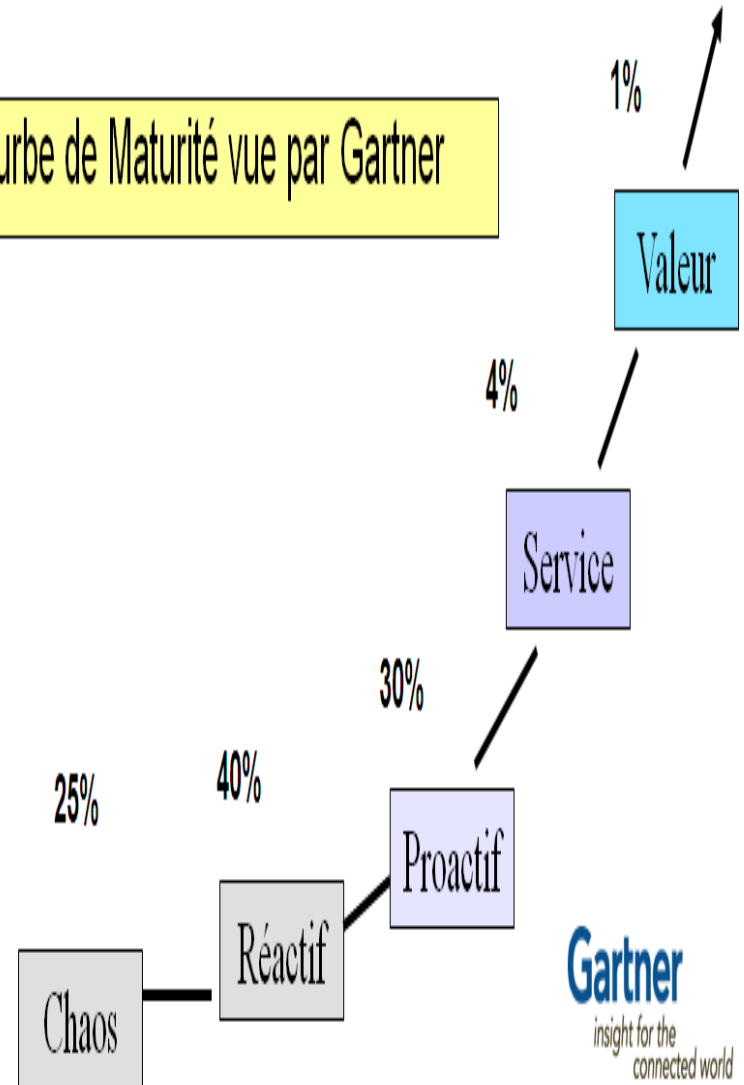 1%
urbe de Maturité vue par Gartner
Valeur
4%
Service
30%
40%
25%
Proactif
Réactif
Chaos
Gartner
insight for the
connected world